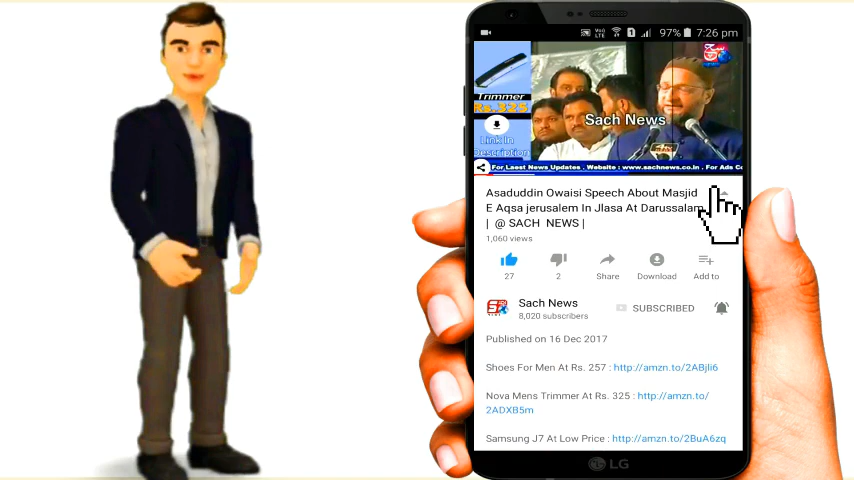 VoLTE 1 97% 7:26 pm
سچ
NEWS
Trimmer
Rs.325
Sach News
Link In
Description
For Laest News Updates . Website : www.sachnews.co.in . For Ads Co
Asaduddin Owaisi Speech About Masjid
E Aqsa jerusalem In Jlasa At Darussalam
| @ SACH NEWS |
1,060 views
27 2 Share Download Add to
Sach News
8,020 subscribers
SUBSCRIBED
Published on 16 Dec 2017
Shoes For Men At Rs. 257 : http://amzn.to/2ABjli6
Nova Mens Trimmer At Rs. 325 : http://amzn.to/
2ADXB5m
Samsung J7 At Low Price : http://amzn.to/2BuA6zq
LG